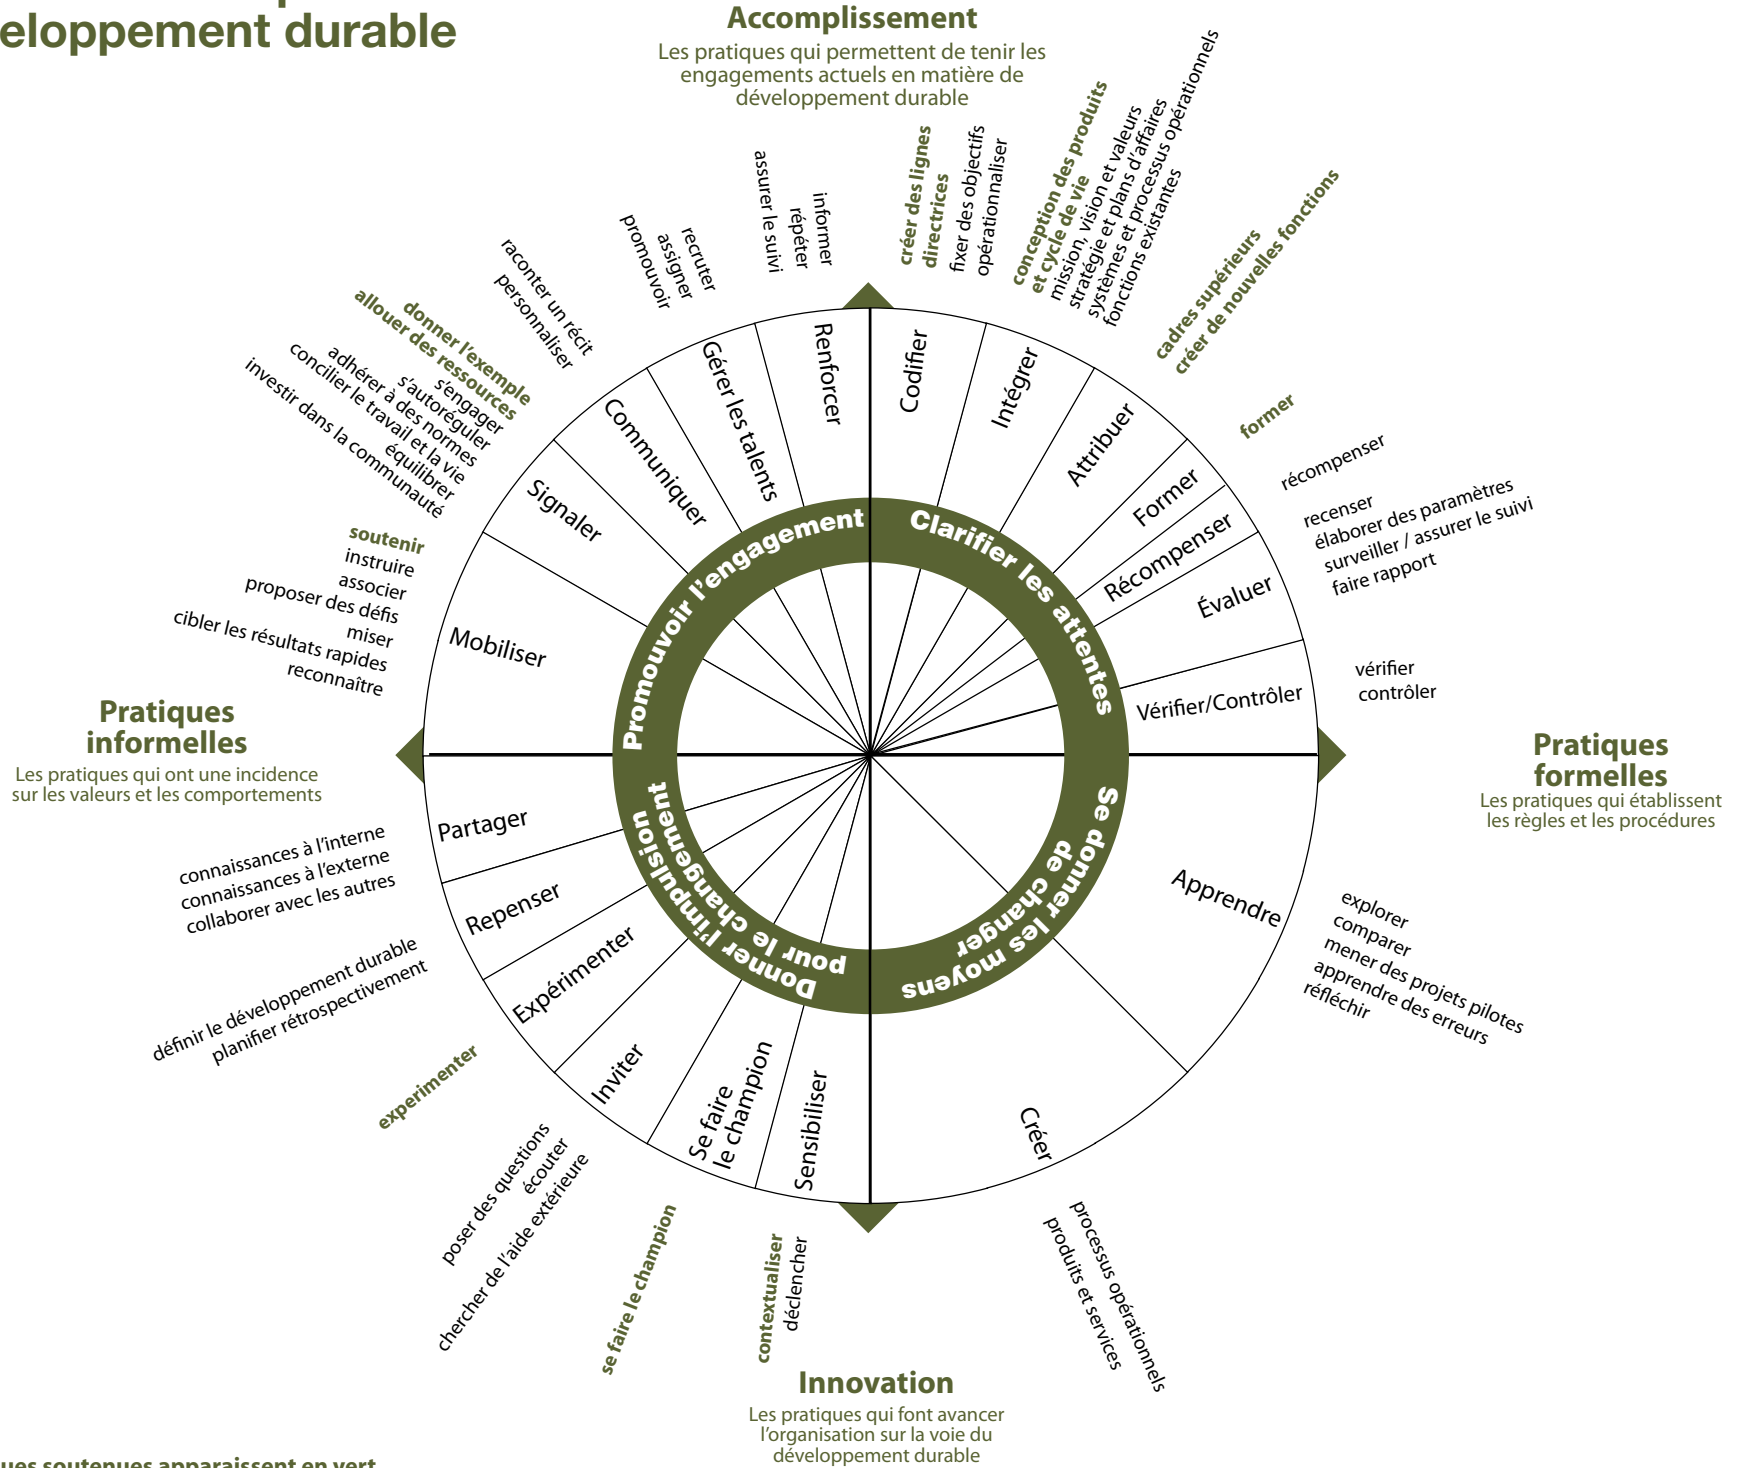 eloppement durable
Accomplissement
Les pratiques qui permettent de tenir les
engagements actuels en matière de
développement durable
créer des lignes
directrices
fixer des objectifs
opérationnaliser
conception des produits
et cycle de vie
mission, vision et valeurs
stratégie et plans d'affaires
systèmes et processus opérationnels
fonctions existantes
cadres supérieurs
créer de nouvelles fonctions
former
récompenser
recenser
élaborer des paramètres
surveiller / assurer le suivi
faire rapport
vérifier
contrôler
Codifier
Intégrer
Attribuer
Former
Récompenser
Évaluer
Vérifier/Contrôler
Clarifier les attentes
Pratiques
formelles
Les pratiques qui établissent
les règles et les procédures
Se donner les moyens
de changer
Apprendre
Créer
explorer
comparer
mener des projets pilotes
apprendre des erreurs
réfléchir
processus opérationnels
produits et services
Innovation
Les pratiques qui font avancer
l'organisation sur la voie du
développement durable
Donner l'impulsion
pour le changement
Sensibiliser
Se faire
le champion
Inviter
Expérimenter
Repenser
Partager
contextualiser
déclencher
se faire le champion
poser des questions
écouter
chercher de l'aide extérieure
experimenter
définir le développement durable
planifier rétrospectivement
connaissances à l'interne
connaissances à l'externe
collaborer avec les autres
Pratiques
informelles
Les pratiques qui ont une incidence
sur les valeurs et les comportements
Promouvoir l'engagement
Mobiliser
Signaler
Communiquer
Gérer les talents
Renforcer
soutenir
instruire
associer
proposer des défis
miser
cibler les résultats rapides
reconnaître
donner l'exemple
allouer des ressources
s'engager
s'autoréguler
adhérer à des normes
concilier le travail et la vie
équilibrer
investir dans la communauté
raconter un récit
personnaliser
recruter
assigner
promouvoir
informer
répéter
assurer le suivi
ues soutenues apparaissent en vert